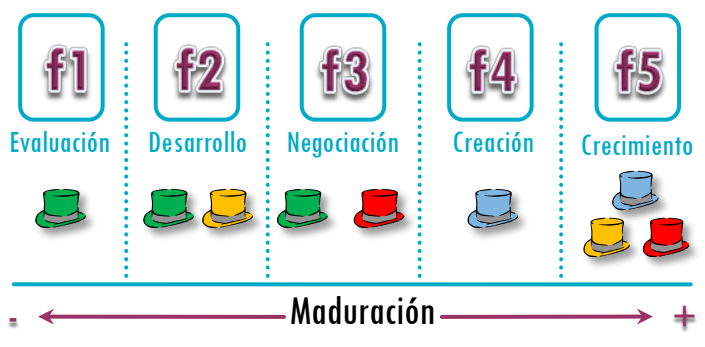 f1 f2 f3 f4 f5
Evaluación Desarrollo Negociación Creación Crecimiento
- Maduración +